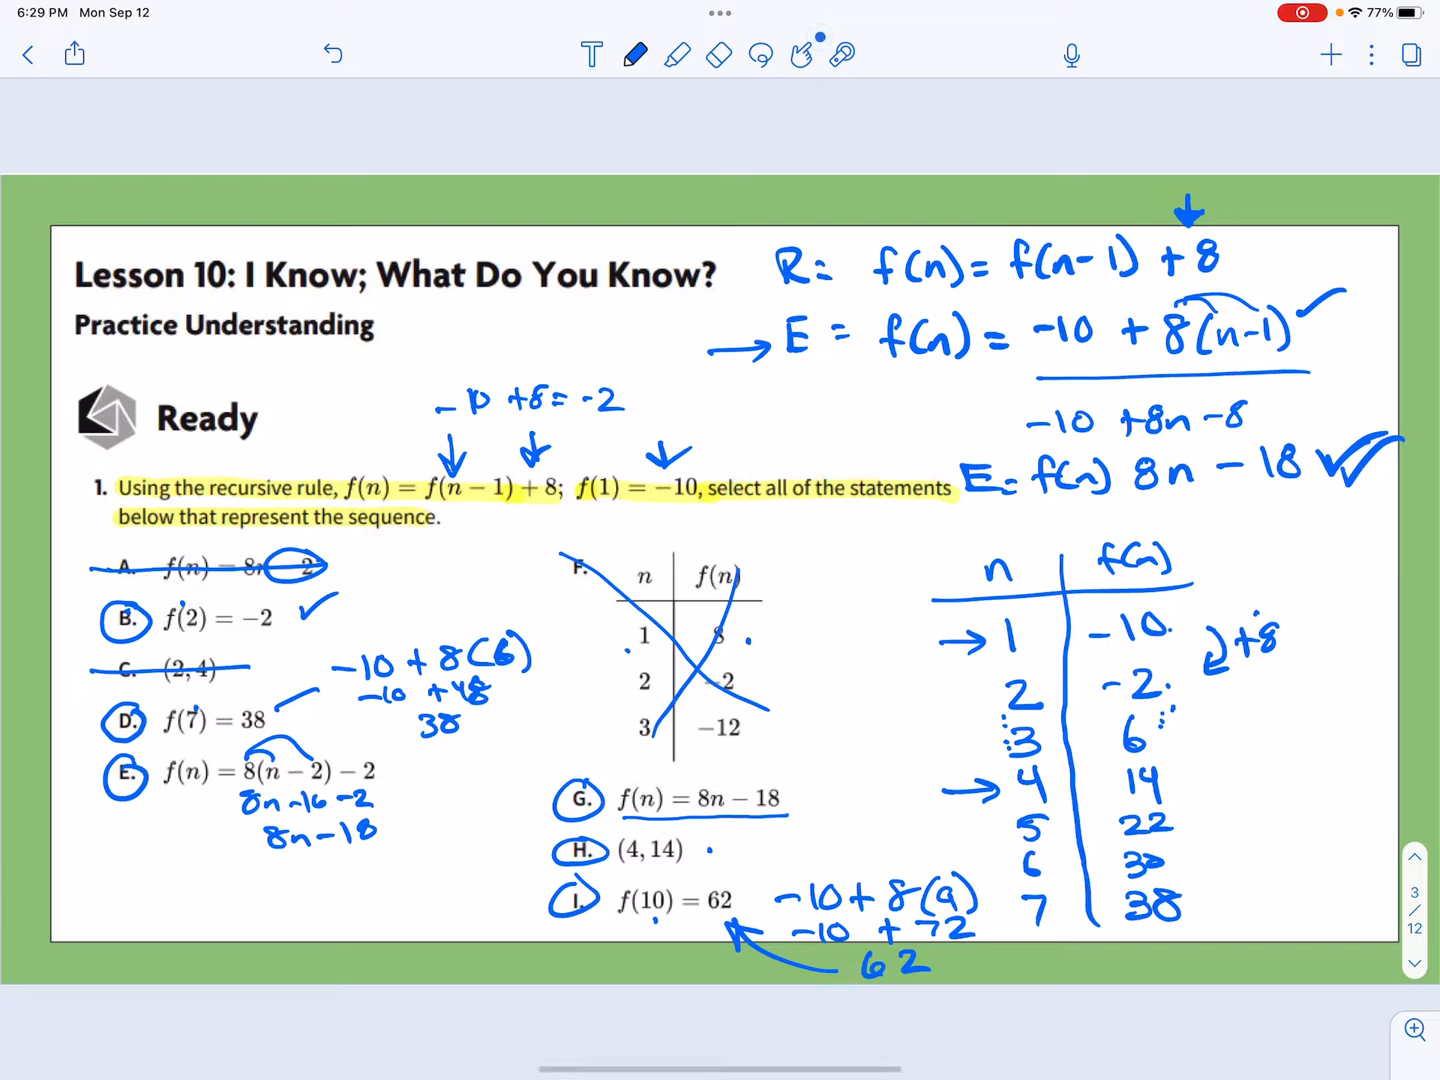 6:29 PM Mon Sep 12
77%
T
R= f(n)= f(n-1) +8
Lesson 10: I Know; What Do You Know?
Practice Understanding
E = f(n) = -10 + 8(n-1)
-10 +8n -8
E= f(n) 8n - 18
Ready
-10 +8= -2
1. Using the recursive rule, f(n) = f(n − 1) + 8; f(1) = −10, select all of the statements
below that represent the sequence.
A. f(n) = 8n 2
B. f(2) = −2
C. (2, 4)
D. f(7) = 38
-10 + 8(6)
-10 +48
38
E. f(n) = 8(n − 2) − 2
8n-16-2
8n-18
F. n f(n)
1 8
2 −2
3 −12
G. f(n) = 8n − 18
H. (4, 14)
I. f(10) = 62
-10 + 8(9)
-10 + 72
62
n f(n)
1 -10
2 -2
+8
3 6
4 14
5 22
6 30
7 38
3
/
12